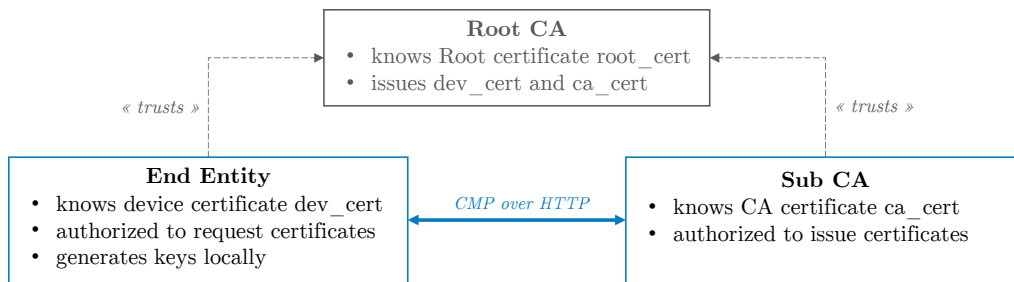 Root CA
• knows Root certificate root_cert
• issues dev_cert and ca_cert
« trusts »
« trusts »
End Entity
• knows device certificate dev_cert
• authorized to request certificates
• generates keys locally
CMP over HTTP
Sub CA
• knows CA certificate ca_cert
• authorized to issue certificates